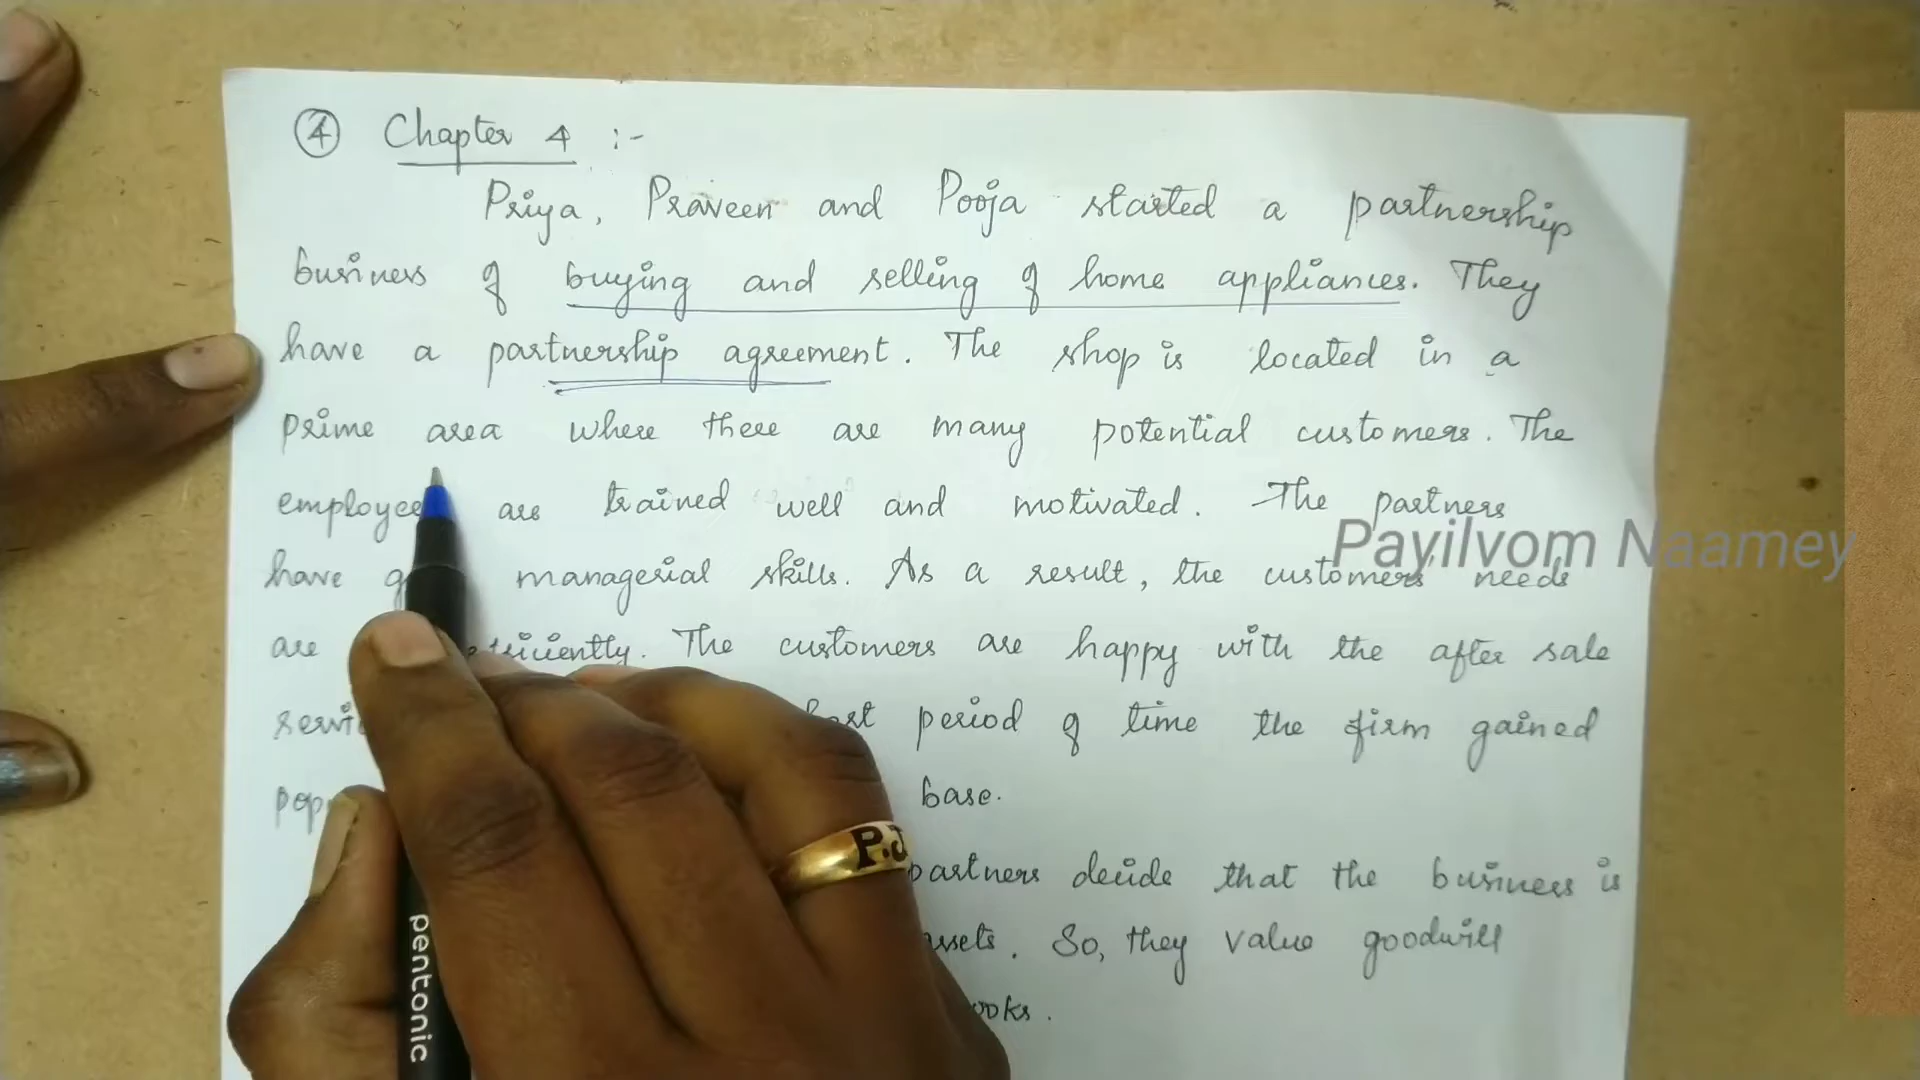 ④ Chapter 4 :-
Priya, Praveen and Pooja started a partnership
business of buying and selling of home appliances. They
have a partnership agreement. The shop is located in a
prime area where there are many potential customers. The
are trained well and motivated. The partners
have managerial skills. As a result, the customers' needs
are The customers are happy with the after sale
period of time the firm gained
base.
partners decide that the business is
So, they value goodwill
Payilvom Naamey
P.J
pentonic